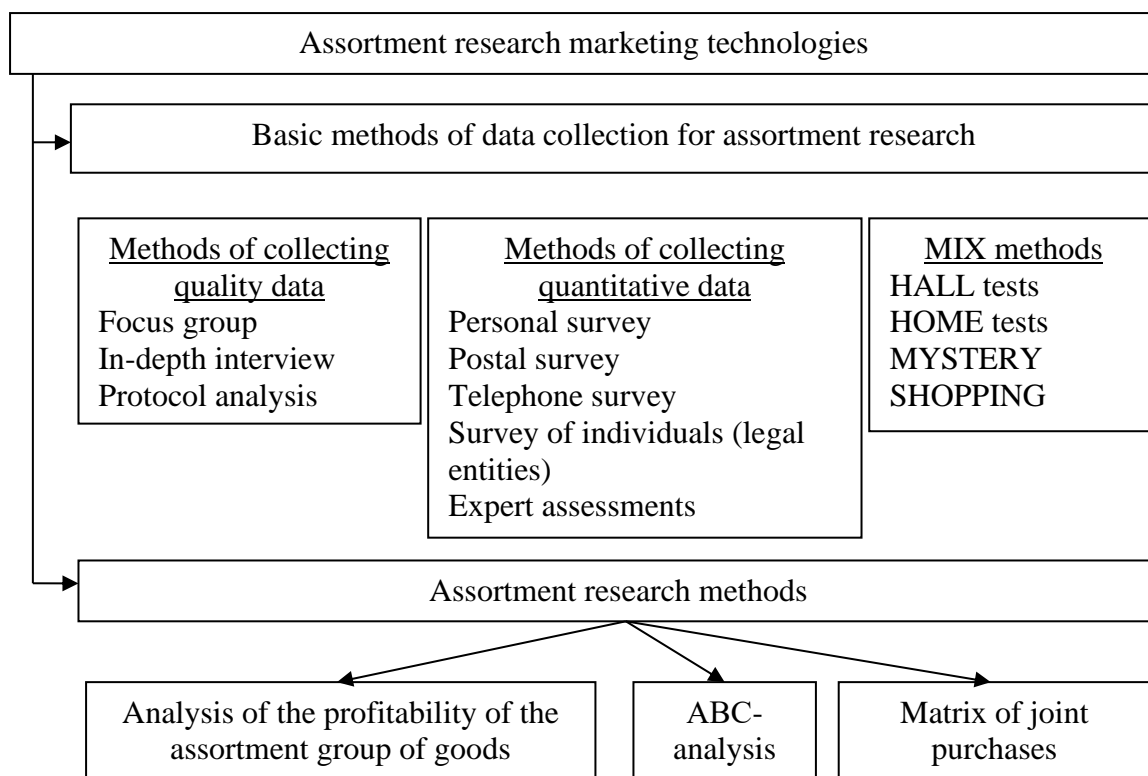 Assortment research marketing technologies
Basic methods of data collection for assortment research
Methods of collecting
quality data
Focus group
In-depth interview
Protocol analysis
Methods of collecting
quantitative data
Personal survey
Postal survey
Telephone survey
Survey of individuals (legal
entities)
Expert assessments
MIX methods
HALL tests
HOME tests
MYSTERY
SHOPPING
Assortment research methods
Analysis of the profitability of the
assortment group of goods
ABC-
analysis
Matrix of joint
purchases